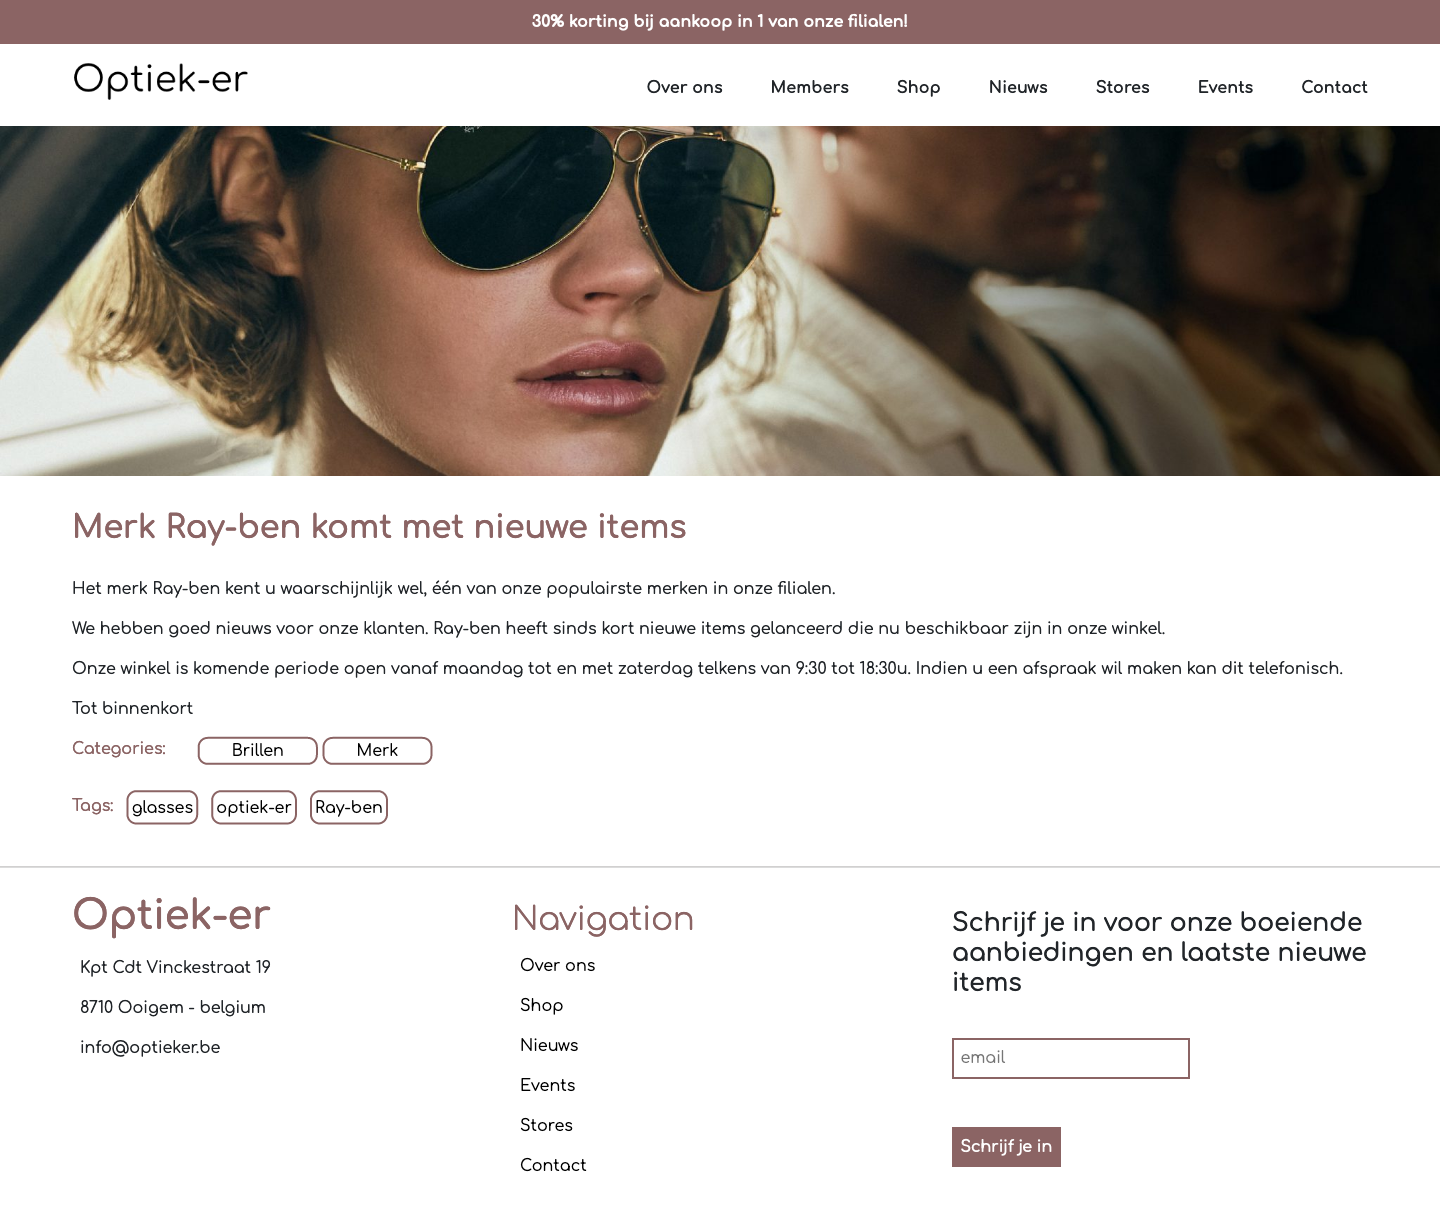 30% korting bij aankoop in 1 van onze filialen!
Optiek-er
Over ons
Members
Shop
Nieuws
Stores
Events
Contact
Merk Ray-ben komt met nieuwe items
Het merk Ray-ben kent u waarschijnlijk wel, één van onze populairste merken in onze filialen.
We hebben goed nieuws voor onze klanten. Ray-ben heeft sinds kort nieuwe items gelanceerd die nu beschikbaar zijn in onze winkel.
Onze winkel is komende periode open vanaf maandag tot en met zaterdag telkens van 9:30 tot 18:30u. Indien u een afspraak wil maken kan dit telefonisch.
Tot binnenkort
Categories: Brillen Merk
Tags: glasses optiek-er Ray-ben
Optiek-er
Kpt Cdt Vinckestraat 19
8710 Ooigem - belgium
info@optieker.be
Navigation
Over ons
Shop
Nieuws
Events
Stores
Contact
Schrijf je in voor onze boeiende
aanbiedingen en laatste nieuwe
items
email
Schrijf je in